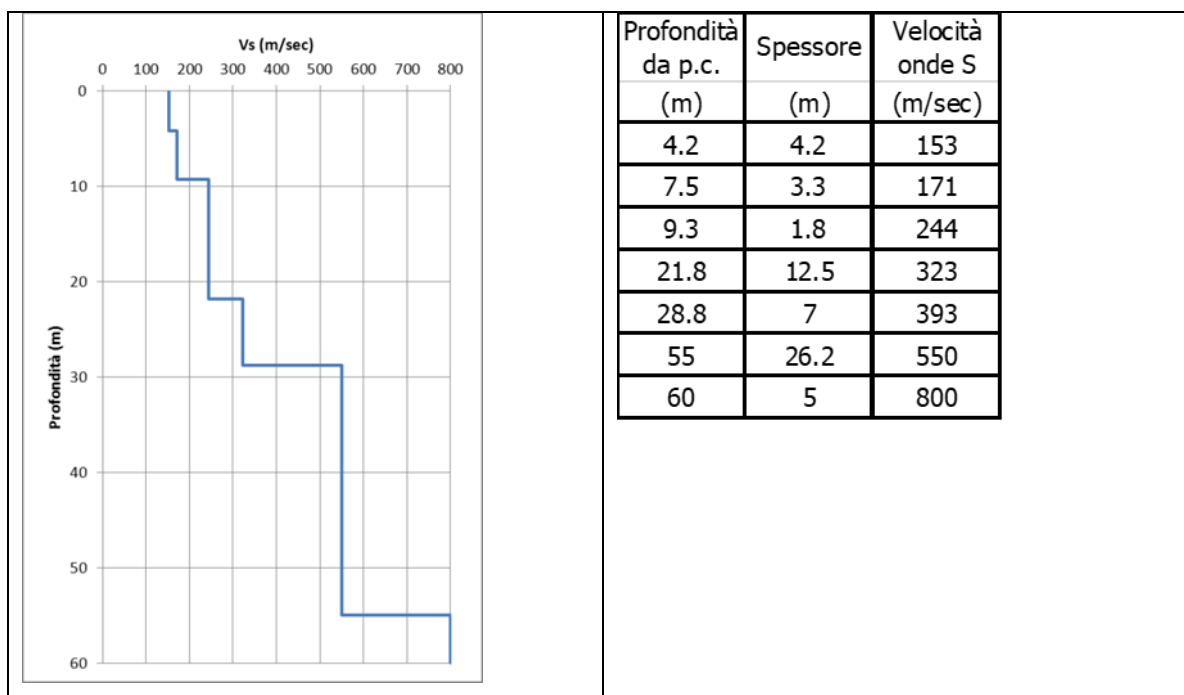 Vs (m/sec)
0 100 200 300 400 500 600 700 800
0
10
20
30
40
50
60
Profondità (m)
Profondità da p.c. Spessore Velocità onde S
(m) (m) (m/sec)
4.2 4.2 153
7.5 3.3 171
9.3 1.8 244
21.8 12.5 323
28.8 7 393
55 26.2 550
60 5 800